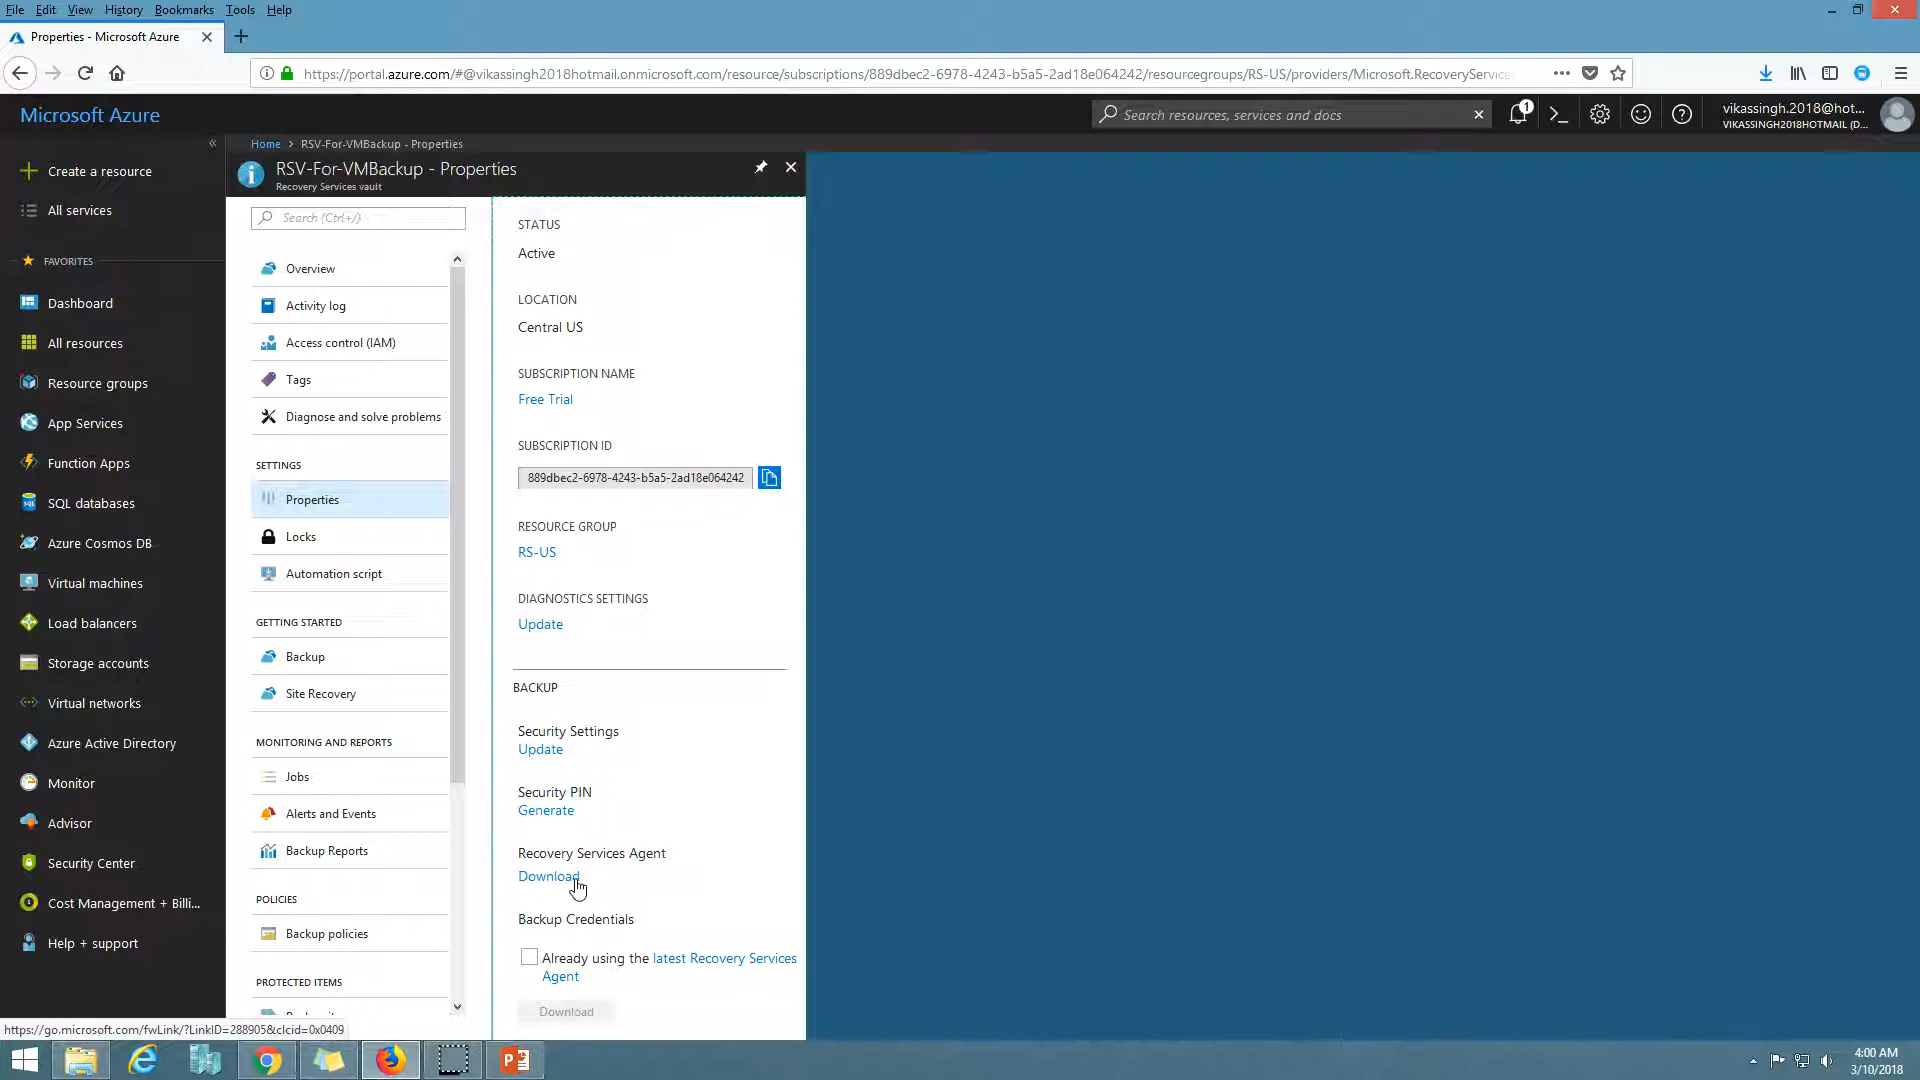 File Edit View History Bookmarks Tools Help
Properties - Microsoft Azure
https://portal.azure.com/#@vikassingh2018hotmail.onmicrosoft.com/resource/subscriptions/889dbec2-6978-4243-b5a5-2ad18e064242/resourcegroups/RS-US/providers/Microsoft.RecoveryService
Microsoft Azure
Search resources, services and docs
1
vikassingh.2018@hot...
VIKASSINGH2018HOTMAIL (D...
Home > RSV-For-VMBackup - Properties
RSV-For-VMBackup - Properties
Recovery Services vault
Create a resource
All services
FAVORITES
Dashboard
All resources
Resource groups
App Services
Function Apps
SQL databases
Azure Cosmos DB
Virtual machines
Load balancers
Storage accounts
Virtual networks
Azure Active Directory
Monitor
Advisor
Security Center
Cost Management + Billi...
Help + support
Search (Ctrl+/)
Overview
Activity log
Access control (IAM)
Tags
Diagnose and solve problems
SETTINGS
Properties
Locks
Automation script
GETTING STARTED
Backup
Site Recovery
MONITORING AND REPORTS
Jobs
Alerts and Events
Backup Reports
POLICIES
Backup policies
PROTECTED ITEMS
STATUS
Active
LOCATION
Central US
SUBSCRIPTION NAME
Free Trial
SUBSCRIPTION ID
889dbec2-6978-4243-b5a5-2ad18e064242
RESOURCE GROUP
RS-US
DIAGNOSTICS SETTINGS
Update
BACKUP
Security Settings
Update
Security PIN
Generate
Recovery Services Agent
Download
Backup Credentials
Already using the latest Recovery Services
Agent
Download
https://go.microsoft.com/fwLink/?LinkID=288905&clcid=0x0409
4:00 AM
3/10/2018